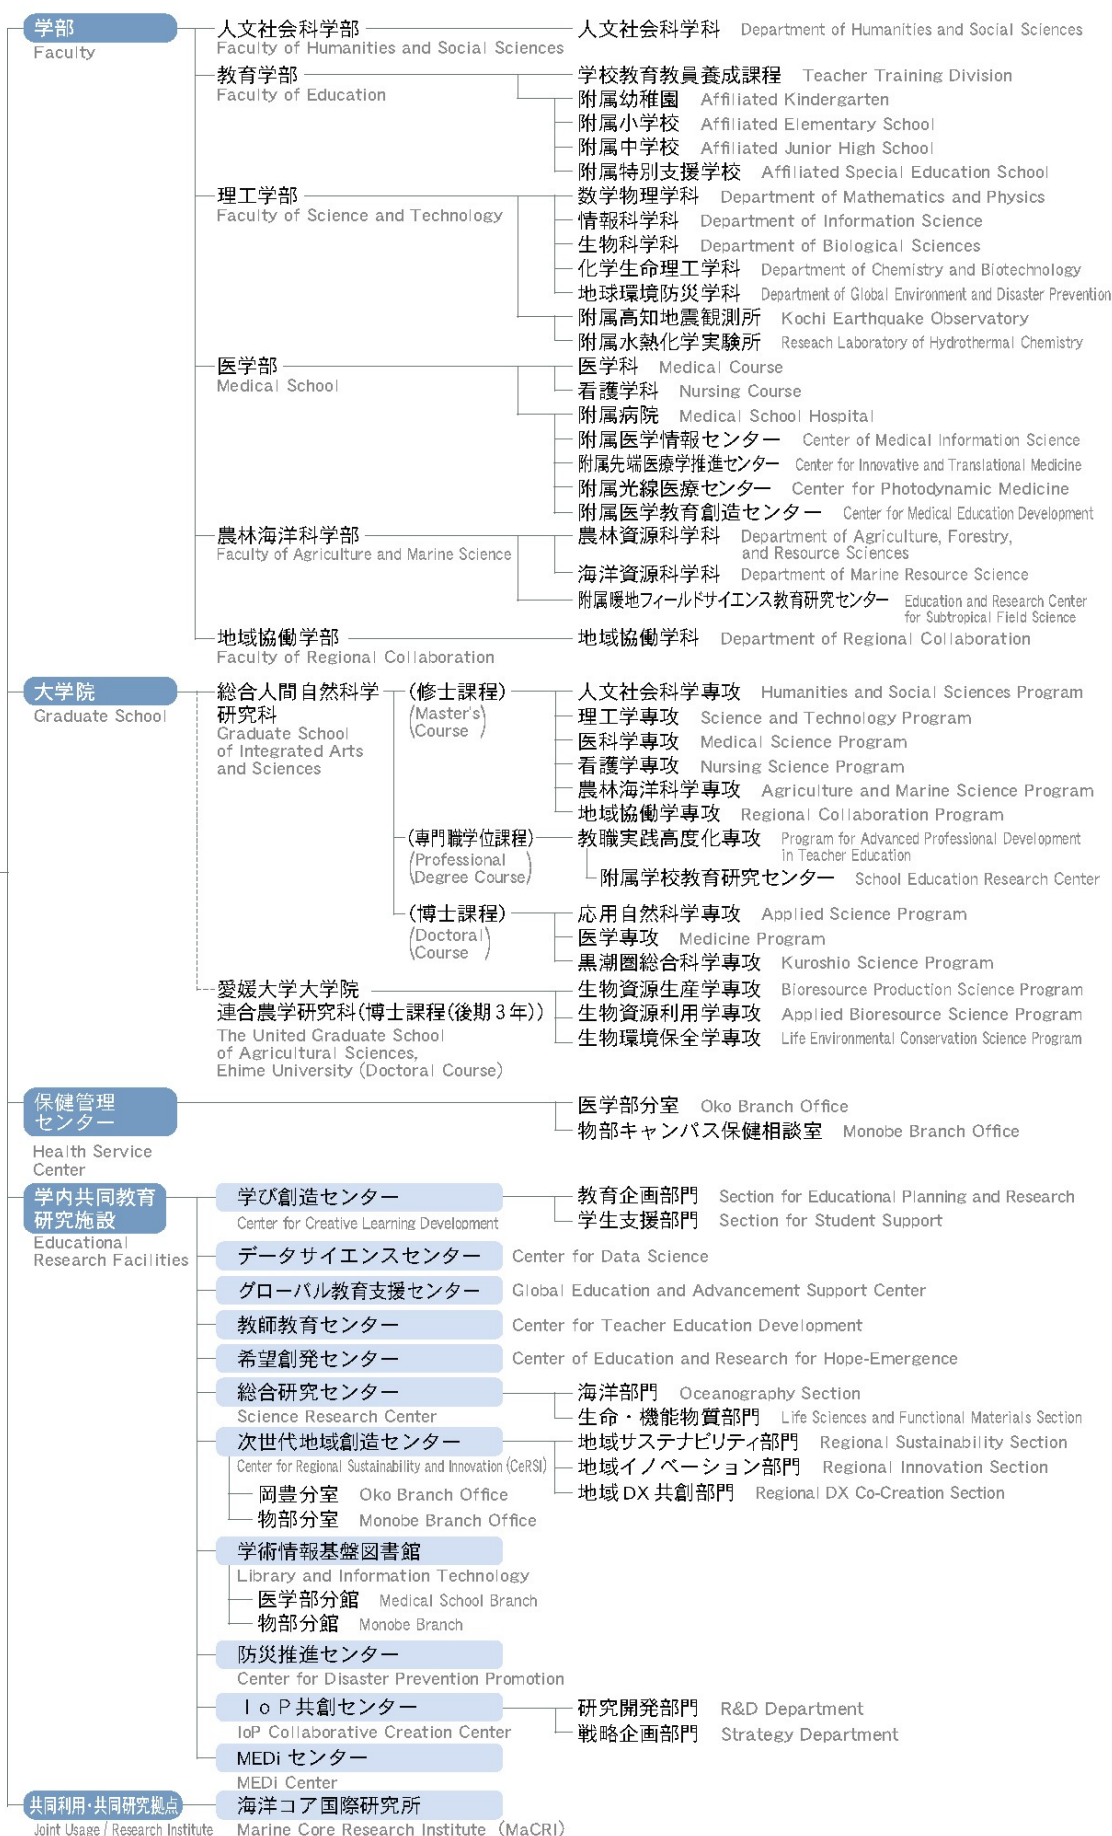 学部
Faculty
人文社会科学部
Faculty of Humanities and Social Sciences
人文社会科学科 Department of Humanities and Social Sciences
教育学部
Faculty of Education
学校教育教員養成課程 Teacher Training Division
附属幼稚園 Affiliated Kindergarten
附属小学校 Affiliated Elementary School
附属中学校 Affiliated Junior High School
附属特別支援学校 Affiliated Special Education School
理工学部
Faculty of Science and Technology
数学物理学科 Department of Mathematics and Physics
情報科学科 Department of Information Science
生物科学科 Department of Biological Sciences
化学生命理工学科 Department of Chemistry and Biotechnology
地球環境防災学科 Department of Global Environment and Disaster Prevention
附属高知地震観測所 Kochi Earthquake Observatory
附属水熱化学実験所 Reseach Laboratory of Hydrothermal Chemistry
医学部
Medical School
医学科 Medical Course
看護学科 Nursing Course
附属病院 Medical School Hospital
附属医学情報センター Center of Medical Information Science
附属先端医療学推進センター Center for Innovative and Translational Medicine
附属光線医療センター Center for Photodynamic Medicine
附属医学教育創造センター Center for Medical Education Development
農林海洋科学部
Faculty of Agriculture and Marine Science
農林資源科学科 Department of Agriculture, Forestry,
and Resource Sciences
海洋資源科学科 Department of Marine Resource Science
附属暖地フィールドサイエンス教育研究センター Education and Research Center
for Subtropical Field Science
地域協働学部
Faculty of Regional Collaboration
地域協働学科 Department of Regional Collaboration
大学院
Graduate School
総合人間自然科学
研究科
Graduate School
of Integrated Arts
and Sciences
(修士課程)
(Master's
Course)
人文社会科学専攻 Humanities and Social Sciences Program
理工学専攻 Science and Technology Program
医科学専攻 Medical Science Program
看護学専攻 Nursing Science Program
農林海洋科学専攻 Agriculture and Marine Science Program
地域協働学専攻 Regional Collaboration Program
(専門職学位課程)
(Professional
Degree Course)
教職実践高度化専攻 Program for Advanced Professional Development
in Teacher Education
附属学校教育研究センター School Education Research Center
(博士課程)
(Doctoral
Course)
応用自然科学専攻 Applied Science Program
医学専攻 Medicine Program
黒潮圏総合科学専攻 Kuroshio Science Program
愛媛大学大学院
連合農学研究科(博士課程(後期3年))
The United Graduate School
of Agricultural Sciences,
Ehime University (Doctoral Course)
生物資源生産学専攻 Bioresource Production Science Program
生物資源利用学専攻 Applied Bioresource Science Program
生物環境保全学専攻 Life Environmental Conservation Science Program
保健管理
センター
Health Service
Center
医学部分室 Oko Branch Office
物部キャンパス保健相談室 Monobe Branch Office
学内共同教育
研究施設
Educational
Research Facilities
学び創造センター
Center for Creative Learning Development
教育企画部門 Section for Educational Planning and Research
学生支援部門 Section for Student Support
データサイエンスセンター Center for Data Science
グローバル教育支援センター Global Education and Advancement Support Center
教師教育センター Center for Teacher Education Development
希望創発センター Center of Education and Research for Hope-Emergence
総合研究センター
Science Research Center
海洋部門 Oceanography Section
生命・機能物質部門 Life Sciences and Functional Materials Section
次世代地域創造センター
Center for Regional Sustainability and Innovation (CeRSI)
地域サステナビリティ部門 Regional Sustainability Section
地域イノベーション部門 Regional Innovation Section
地域DX共創部門 Regional DX Co-Creation Section
岡豊分室 Oko Branch Office
物部分室 Monobe Branch Office
学術情報基盤図書館
Library and Information Technology
医学部分館 Medical School Branch
物部分館 Monobe Branch
防災推進センター
Center for Disaster Prevention Promotion
IoP共創センター
IoP Collaborative Creation Center
研究開発部門 R&D Department
戦略企画部門 Strategy Department
MEDiセンター
MEDi Center
共同利用・共同研究拠点
Joint Usage / Research Institute
海洋コア国際研究所
Marine Core Research Institute (MaCRI)